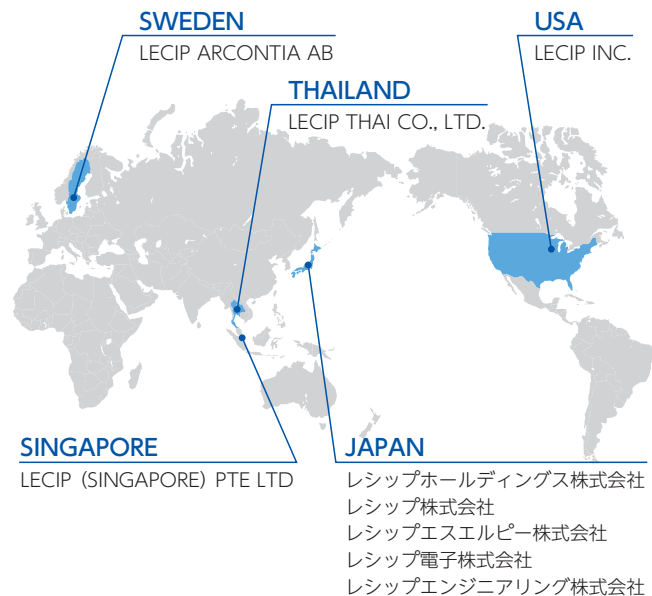 SWEDEN
LECIP ARCONTIA AB
USA
LECIP INC.
THAILAND
LECIP THAI CO., LTD.
SINGAPORE
LECIP (SINGAPORE) PTE LTD
JAPAN
レシップホールディングス株式会社
レシップ株式会社
レシップエスエルピー株式会社
レシップ電子株式会社
レシップエンジニアリング株式会社